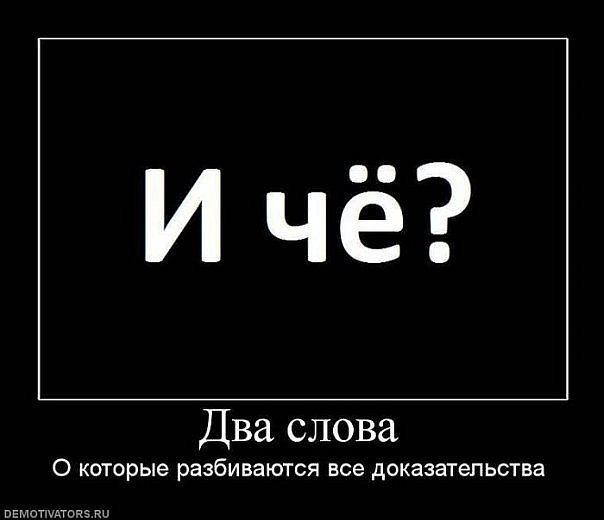 И чё?
Два слова
О которые разбиваются все доказательства
DEMOTIVATORS.RU